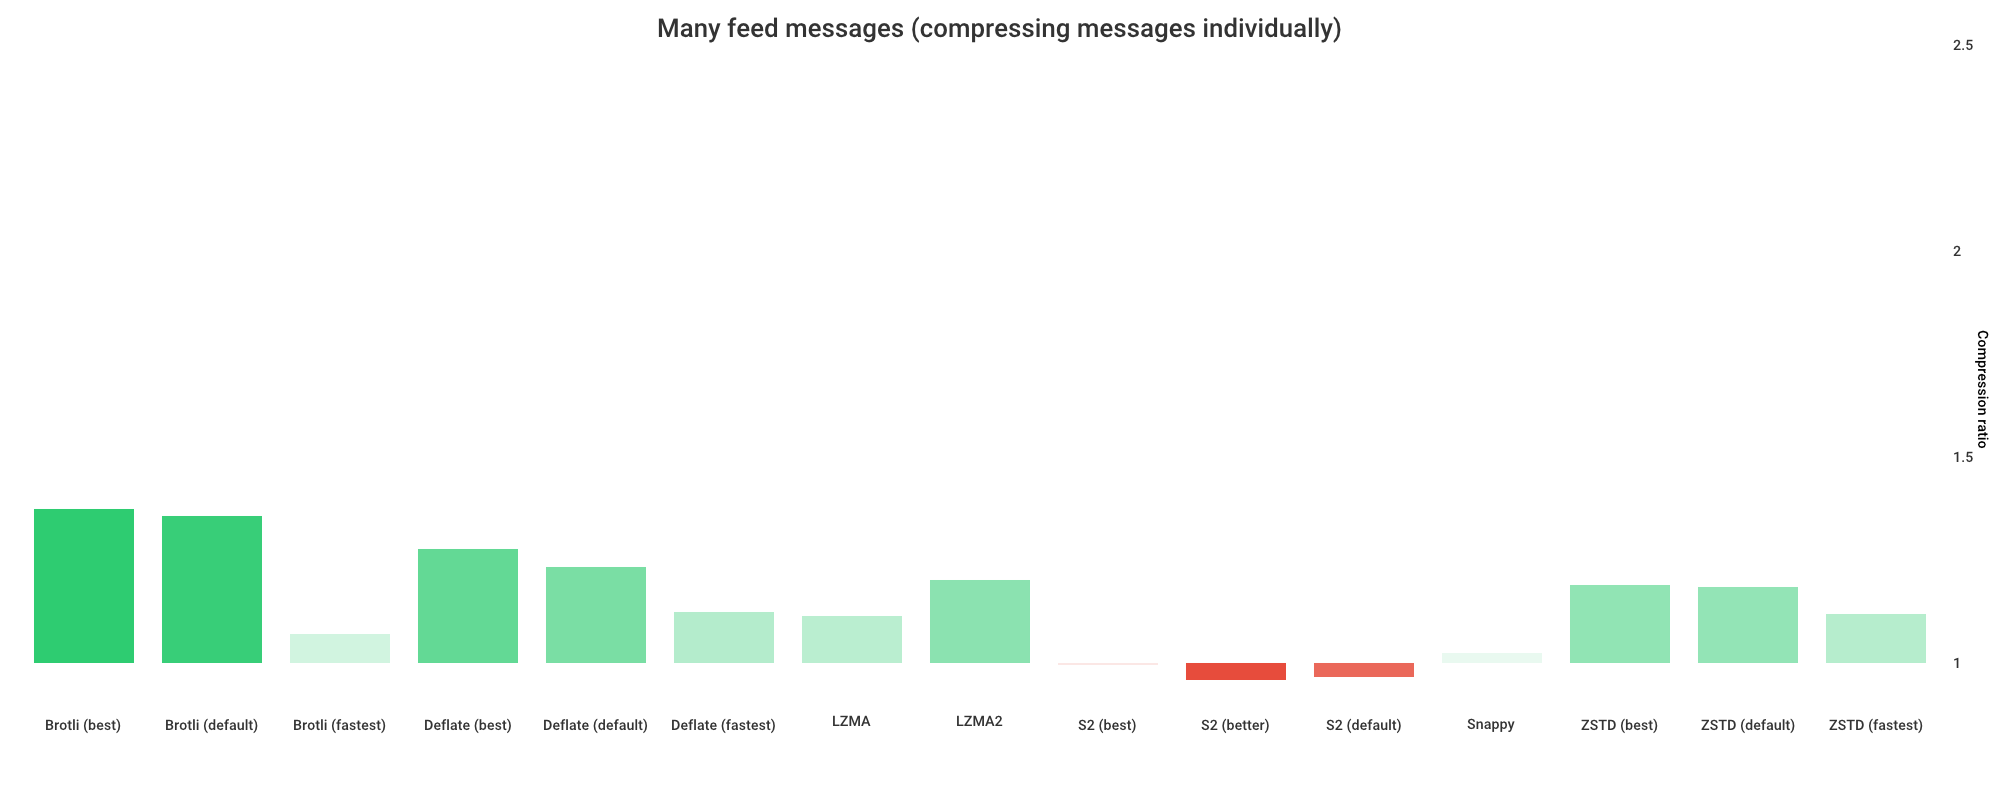 Many feed messages (compressing messages individually)
2.5
2
1.5
1
Compression ratio
Brotli (best)
Brotli (default)
Brotli (fastest)
Deflate (best)
Deflate (default)
Deflate (fastest)
LZMA
LZMA2
S2 (best)
S2 (better)
S2 (default)
Snappy
ZSTD (best)
ZSTD (default)
ZSTD (fastest)